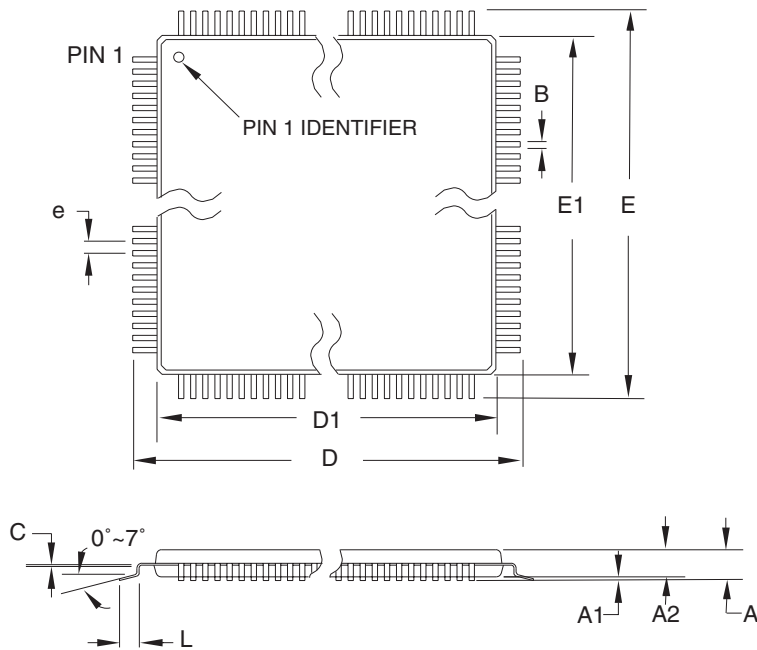 PIN 1
PIN 1 IDENTIFIER
B
e
E1
E
D1
D
C
0°~7°
L
A1
A2
A